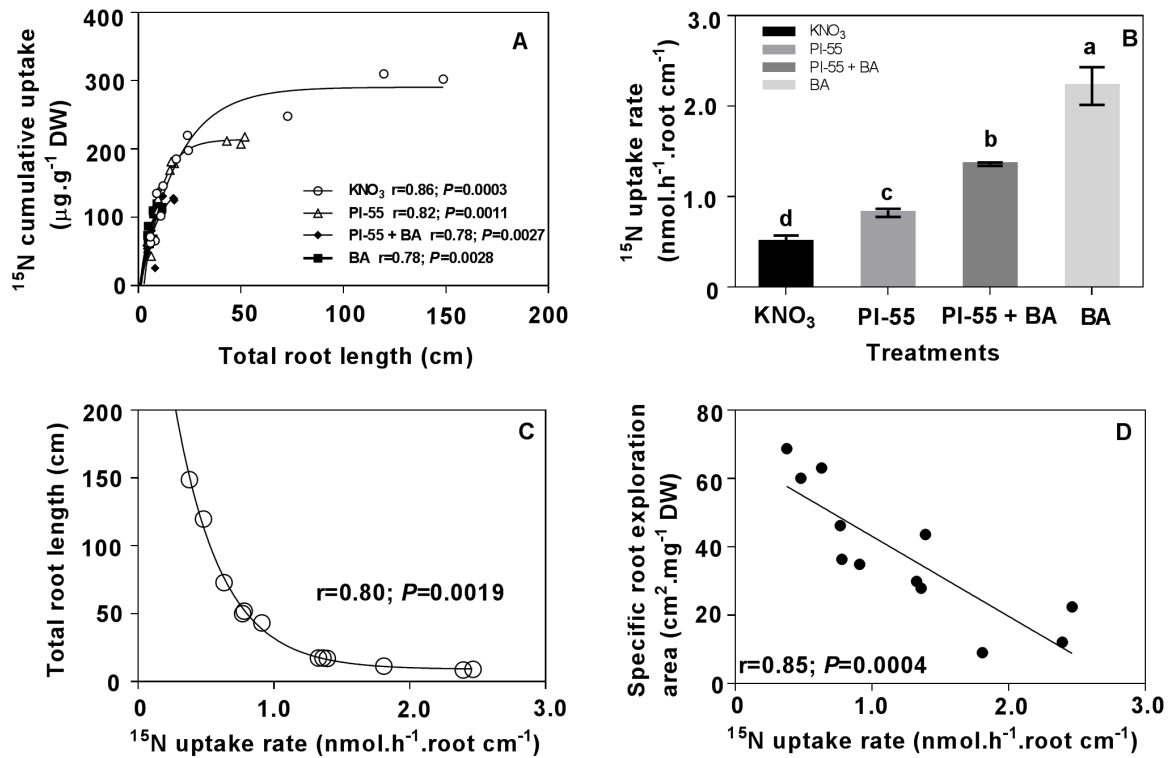 A
¹⁵N cumulative uptake
(µg.g⁻¹ DW)
400
300
200
100
0
KNO₃ r=0.86; P=0.0003
PI-55 r=0.82; P=0.0011
PI-55 + BA r=0.78; P=0.0027
BA r=0.78; P=0.0028
0 50 100 150 200
Total root length (cm)
B
¹⁵N uptake rate
(nmol.h⁻¹.root cm⁻¹)
3.0
2.0
1.0
0
KNO₃
PI-55
PI-55 + BA
BA
d c b a
KNO₃ PI-55 PI-55 + BA BA
Treatments
C
Total root length (cm)
200
150
100
50
0
r=0.80; P=0.0019
0 1.0 2.0 3.0
¹⁵N uptake rate (nmol.h⁻¹.root cm⁻¹)
D
Specific root exploration
area (cm².mg⁻¹ DW)
80
60
40
20
0
r=0.85; P=0.0004
0 1.0 2.0 3.0
¹⁵N uptake rate (nmol.h⁻¹.root cm⁻¹)